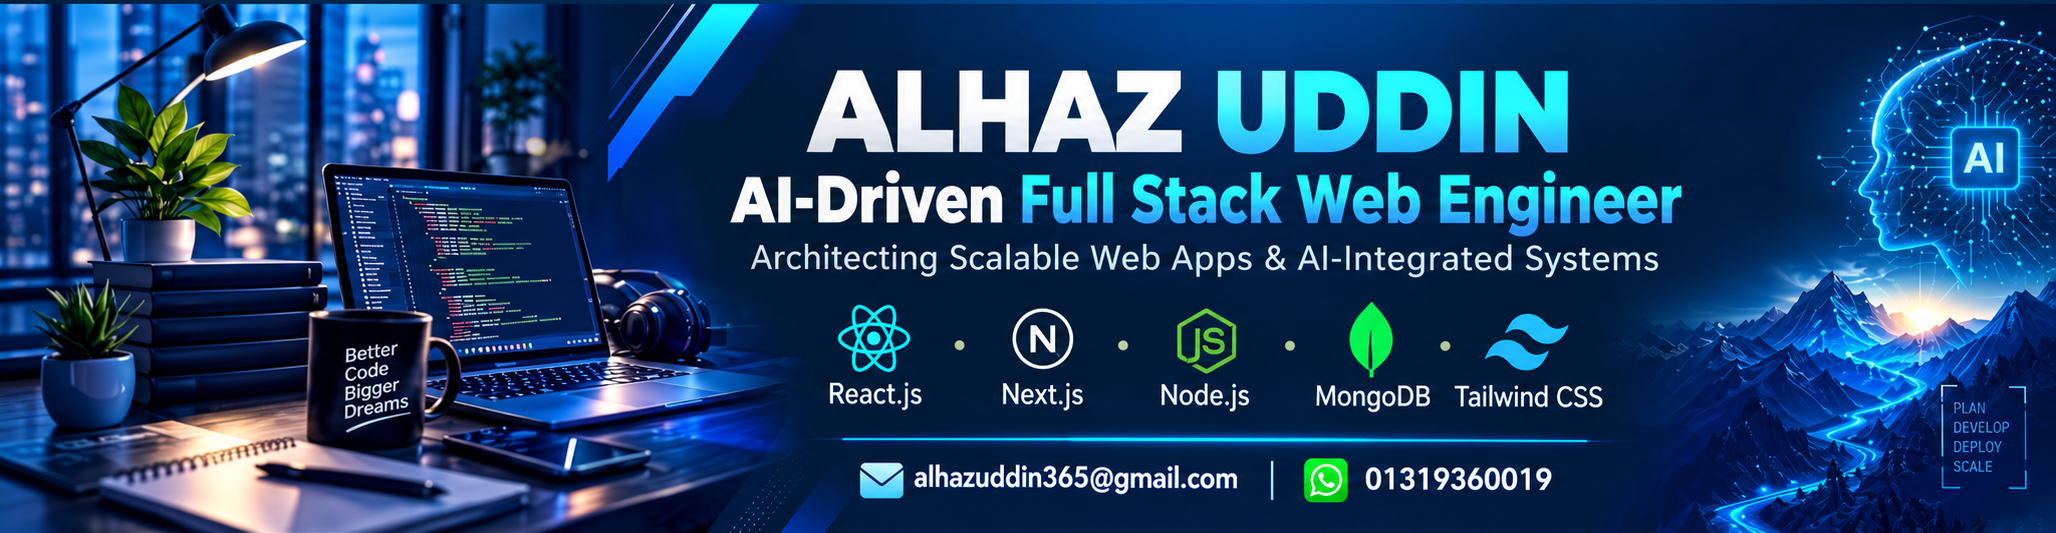 ALHAZ UDDIN
AI-Driven Full Stack Web Engineer
Architecting Scalable Web Apps & AI-Integrated Systems
React.js • Next.js • Node.js • MongoDB Tailwind CSS
alhazuddin365@gmail.com | 01319360019
Better
Code
Bigger
Dreams
AI
PLAN
DEVELOP
DEPLOY
SCALE
N
JS